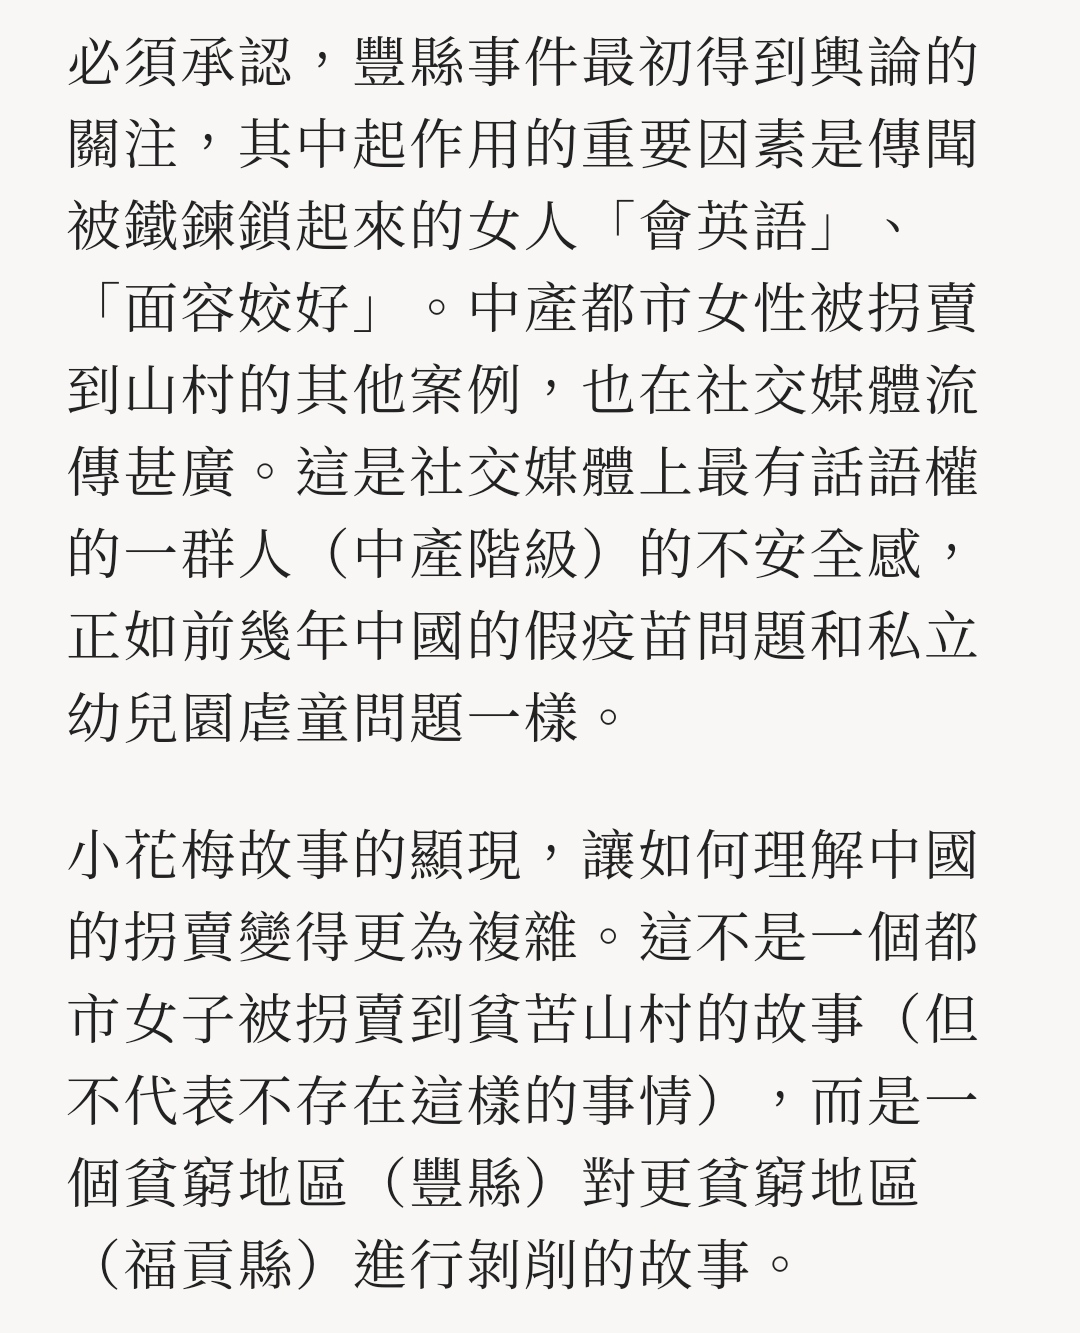 必須承認，豐縣事件最初得到輿論的
關注，其中起作用的重要因素是傳聞
被鐵鍊鎖起來的女人「會英語」、
「面容姣好」。中產都市女性被拐賣
到山村的其他案例，也在社交媒體流
傳甚廣。這是社交媒體上最有話語權
的一群人（中產階級）的不安全感，
正如前幾年中國的假疫苗問題和私立
幼兒園虐童問題一樣。
小花梅故事的顯現，讓如何理解中國
的拐賣變得更為複雜。這不是一個都
市女子被拐賣到貧苦山村的故事（但
不代表不存在這樣的事情），而是一
個貧窮地區（豐縣）對更貧窮地區
（福貢縣）進行剝削的故事。